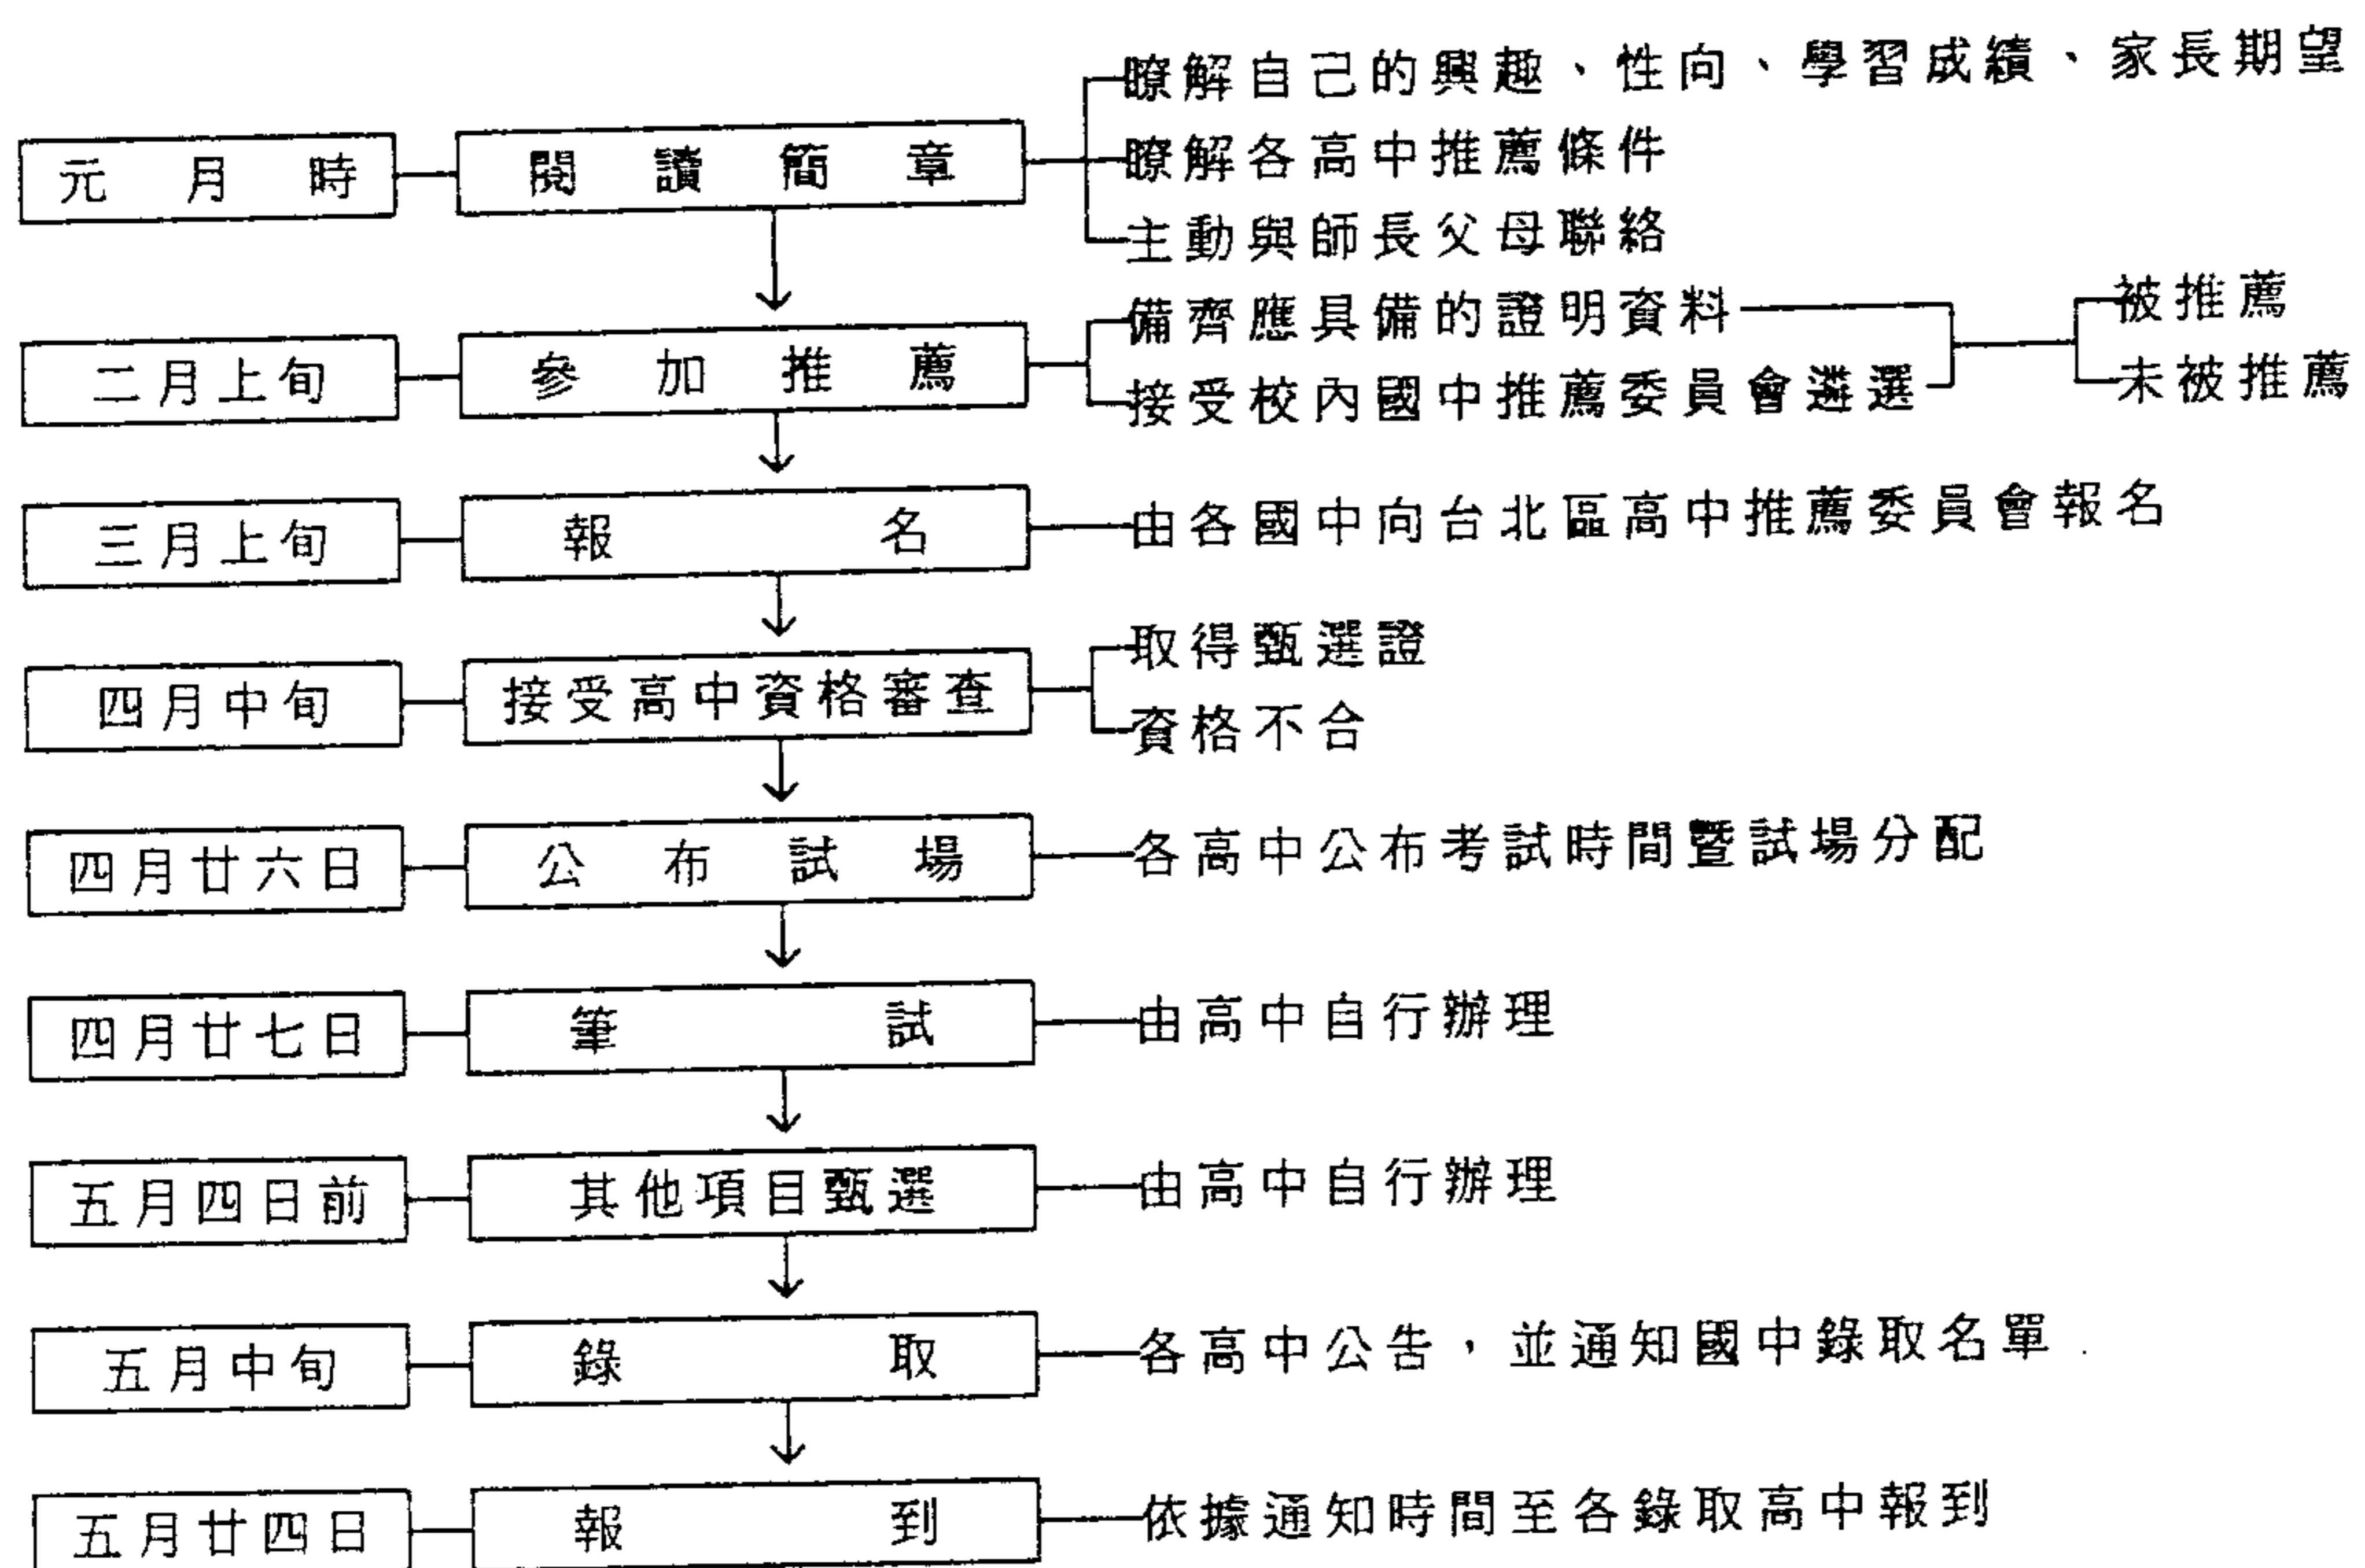 瞭解自己的興趣、性向、學習成績、家長期望
元月時 閱讀簡章 瞭解各高中推薦條件
主動與師長父母聯絡
備齊應具備的證明資料 被推薦
二月上旬 參加推薦
接受校內國中推薦委員會遴選 未被推薦
三月上旬 報名 由各國中向台北區高中推薦委員會報名
取得甄選證
四月中旬 接受高中資格審查
資格不合
四月廿六日 公布試場 各高中公布考試時間暨試場分配
四月廿七日 筆試 由高中自行辦理
五月四日前 其他項目甄選 由高中自行辦理
五月中旬 錄取 各高中公告，並通知國中錄取名單
五月廿四日 報到 依據通知時間至各錄取高中報到